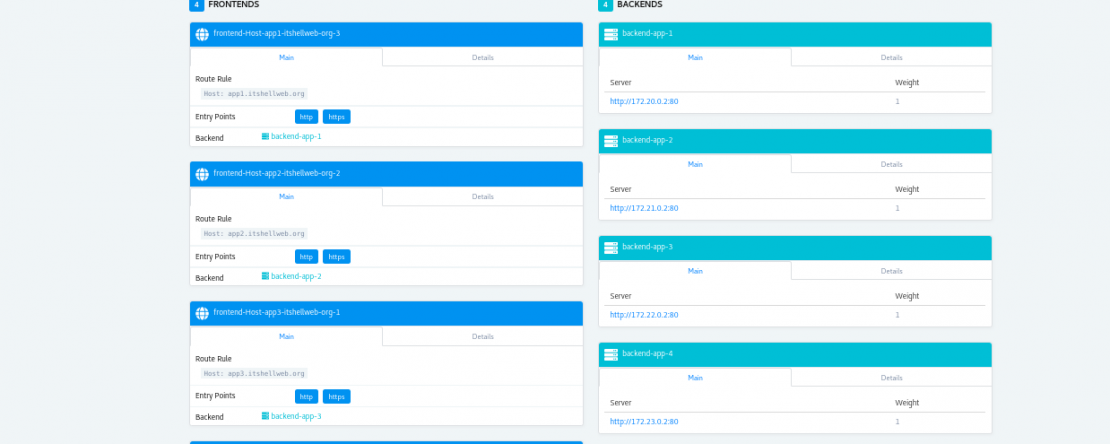 4 FRONTENDS
frontend-Host-app1-itshellweb-org-3
Main Details
Route Rule
Host: app1.itshellweb.org
Entry Points http https
Backend backend-app-1
frontend-Host-app2-itshellweb-org-2
Main Details
Route Rule
Host: app2.itshellweb.org
Entry Points http https
Backend backend-app-2
frontend-Host-app3-itshellweb-org-1
Main Details
Route Rule
Host: app3.itshellweb.org
Entry Points http https
Backend backend-app-3
4 BACKENDS
backend-app-1
Main Details
Server Weight
http://172.20.0.2:80 1
backend-app-2
Main Details
Server Weight
http://172.21.0.2:80 1
backend-app-3
Main Details
Server Weight
http://172.22.0.2:80 1
backend-app-4
Main Details
Server Weight
http://172.23.0.2:80 1